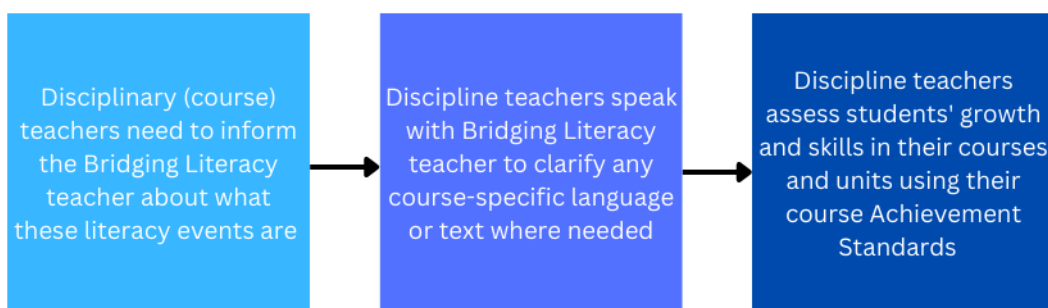 Disciplinary (course)
teachers need to inform
the Bridging Literacy
teacher about what
these literacy events are
Discipline teachers speak
with Bridging Literacy
teacher to clarify any
course-specific language
or text where needed
Discipline teachers
assess students' growth
and skills in their courses
and units using their
course Achievement
Standards